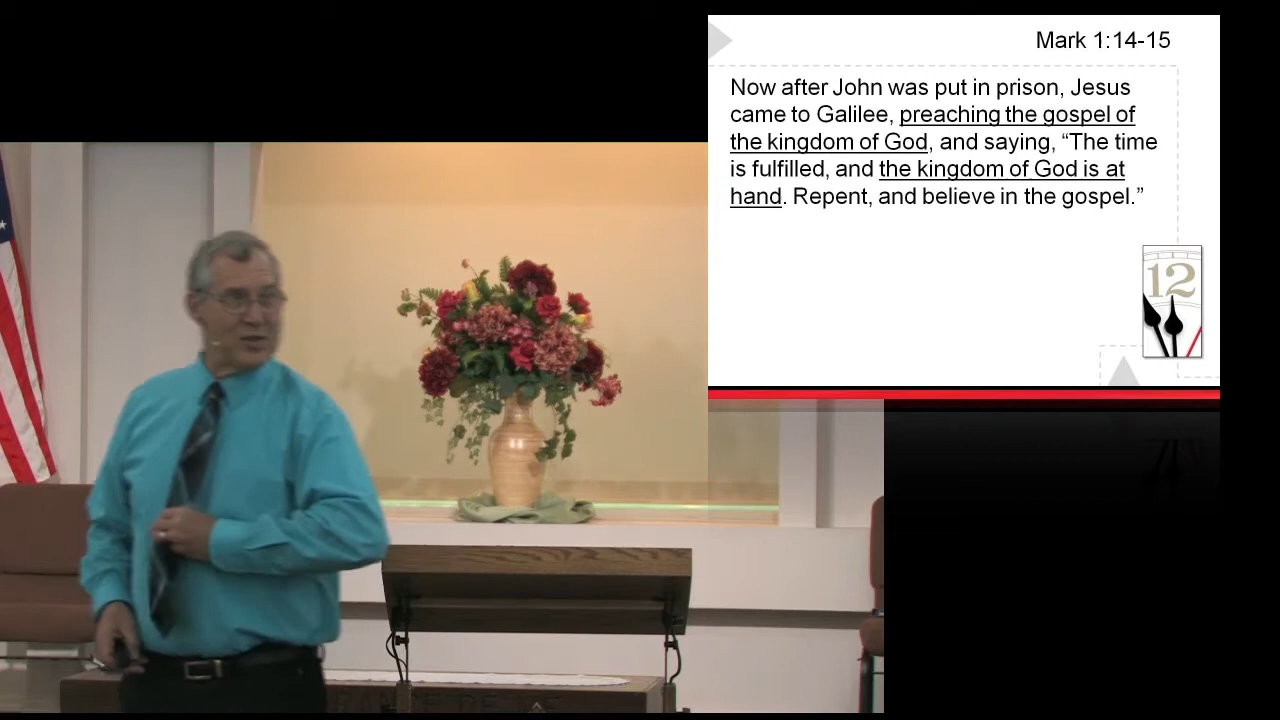 Mark 1:14-15
Now after John was put in prison, Jesus
came to Galilee, preaching the gospel of
the kingdom of God, and saying, “The time
is fulfilled, and the kingdom of God is at
hand. Repent, and believe in the gospel.”
12